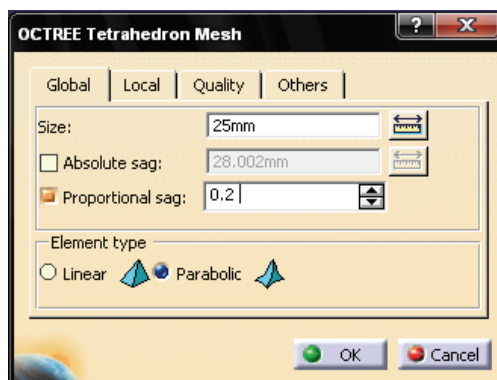 OCTREE Tetrahedron Mesh ? X
Global Local Quality Others
Size: 25mm
Absolute sag: 28.002mm
Proportional sag: 0.2
Element type
Linear Parabolic
OK Cancel